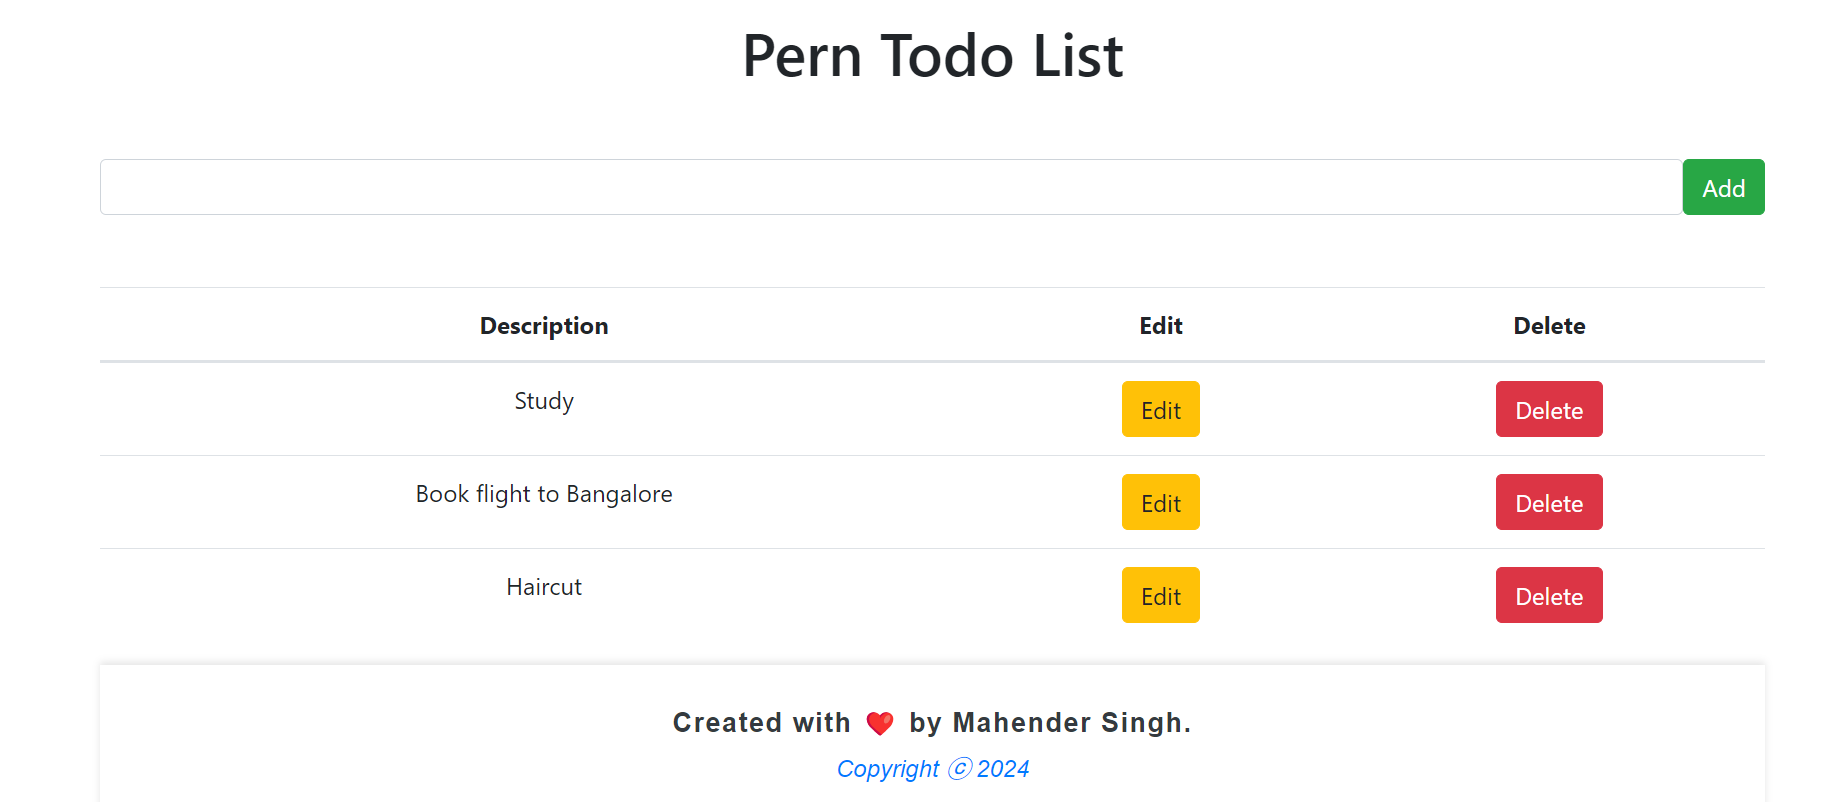 Pern Todo List
Add
Description Edit Delete
Study Edit Delete
Book flight to Bangalore Edit Delete
Haircut Edit Delete
Created with ❤️ by Mahender Singh.
Copyright ⓒ 2024